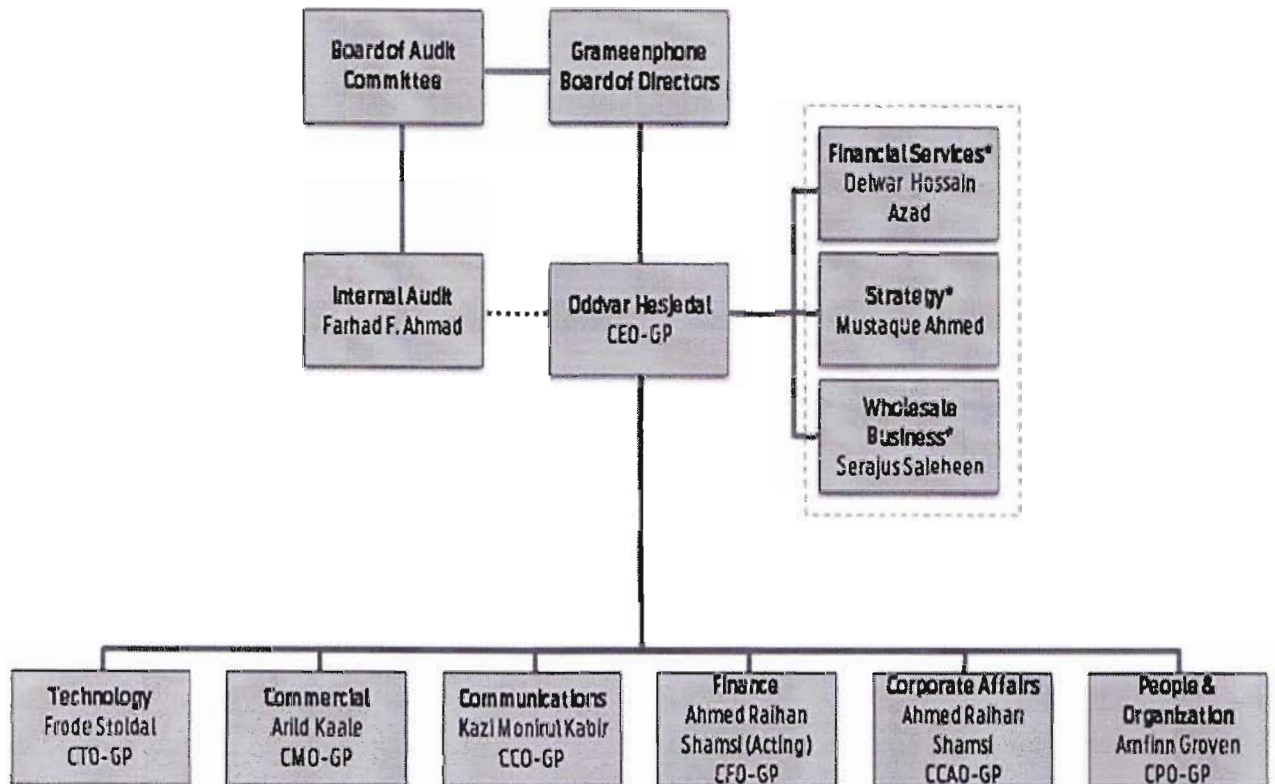 Board of Audit
Committee
Grameenphone
Board of Directors
Financial Services*
Delwar Hossain
Azad
Internal Audit
Farhad F. Ahmad
Oddvar Hesjedal
CEO-GP
Strategy*
Mustaque Ahmed
Wholesale
Business*
Serajus Saleheen
Technology
Frode Stoldal
CTO-GP
Commercial
Arild Kaale
CMO-GP
Communications
Kazi Monirul Kabir
CCO-GP
Finance
Ahmed Raihan
Shamsi (Acting)
CFO-GP
Corporate Affairs
Ahmed Raihan
Shamsi
CCAO-GP
People &
Organization
Arnfinn Groven
CPO-GP